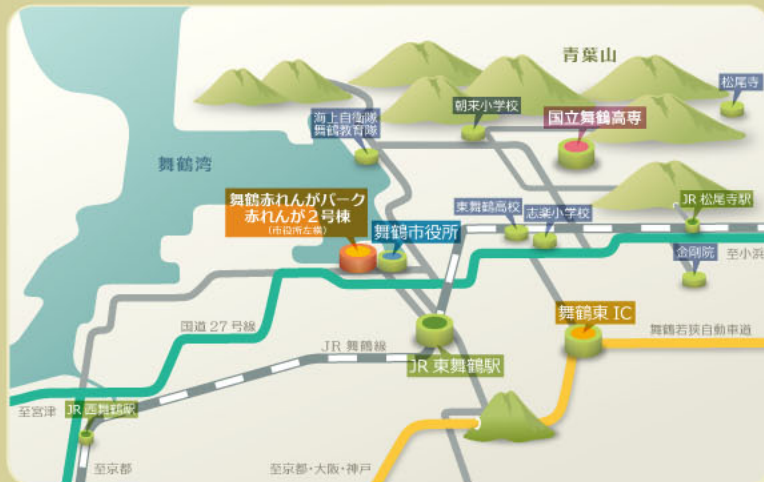 青葉山
松尾寺
朝来小学校
国立舞鶴高専
海上自衛隊
舞鶴教育隊
舞鶴湾
舞鶴赤れんがパーク
赤れんが2号棟
(市役所左横)
舞鶴市役所
東舞鶴高校
志楽小学校
JR 松尾寺駅
金剛院
至小浜
国道 27 号線
舞鶴東 IC
舞鶴若狭自動車道
JR 舞鶴線
JR 東舞鶴駅
至宮津
JR 西舞鶴駅
至京都
至京都・大阪・神戸